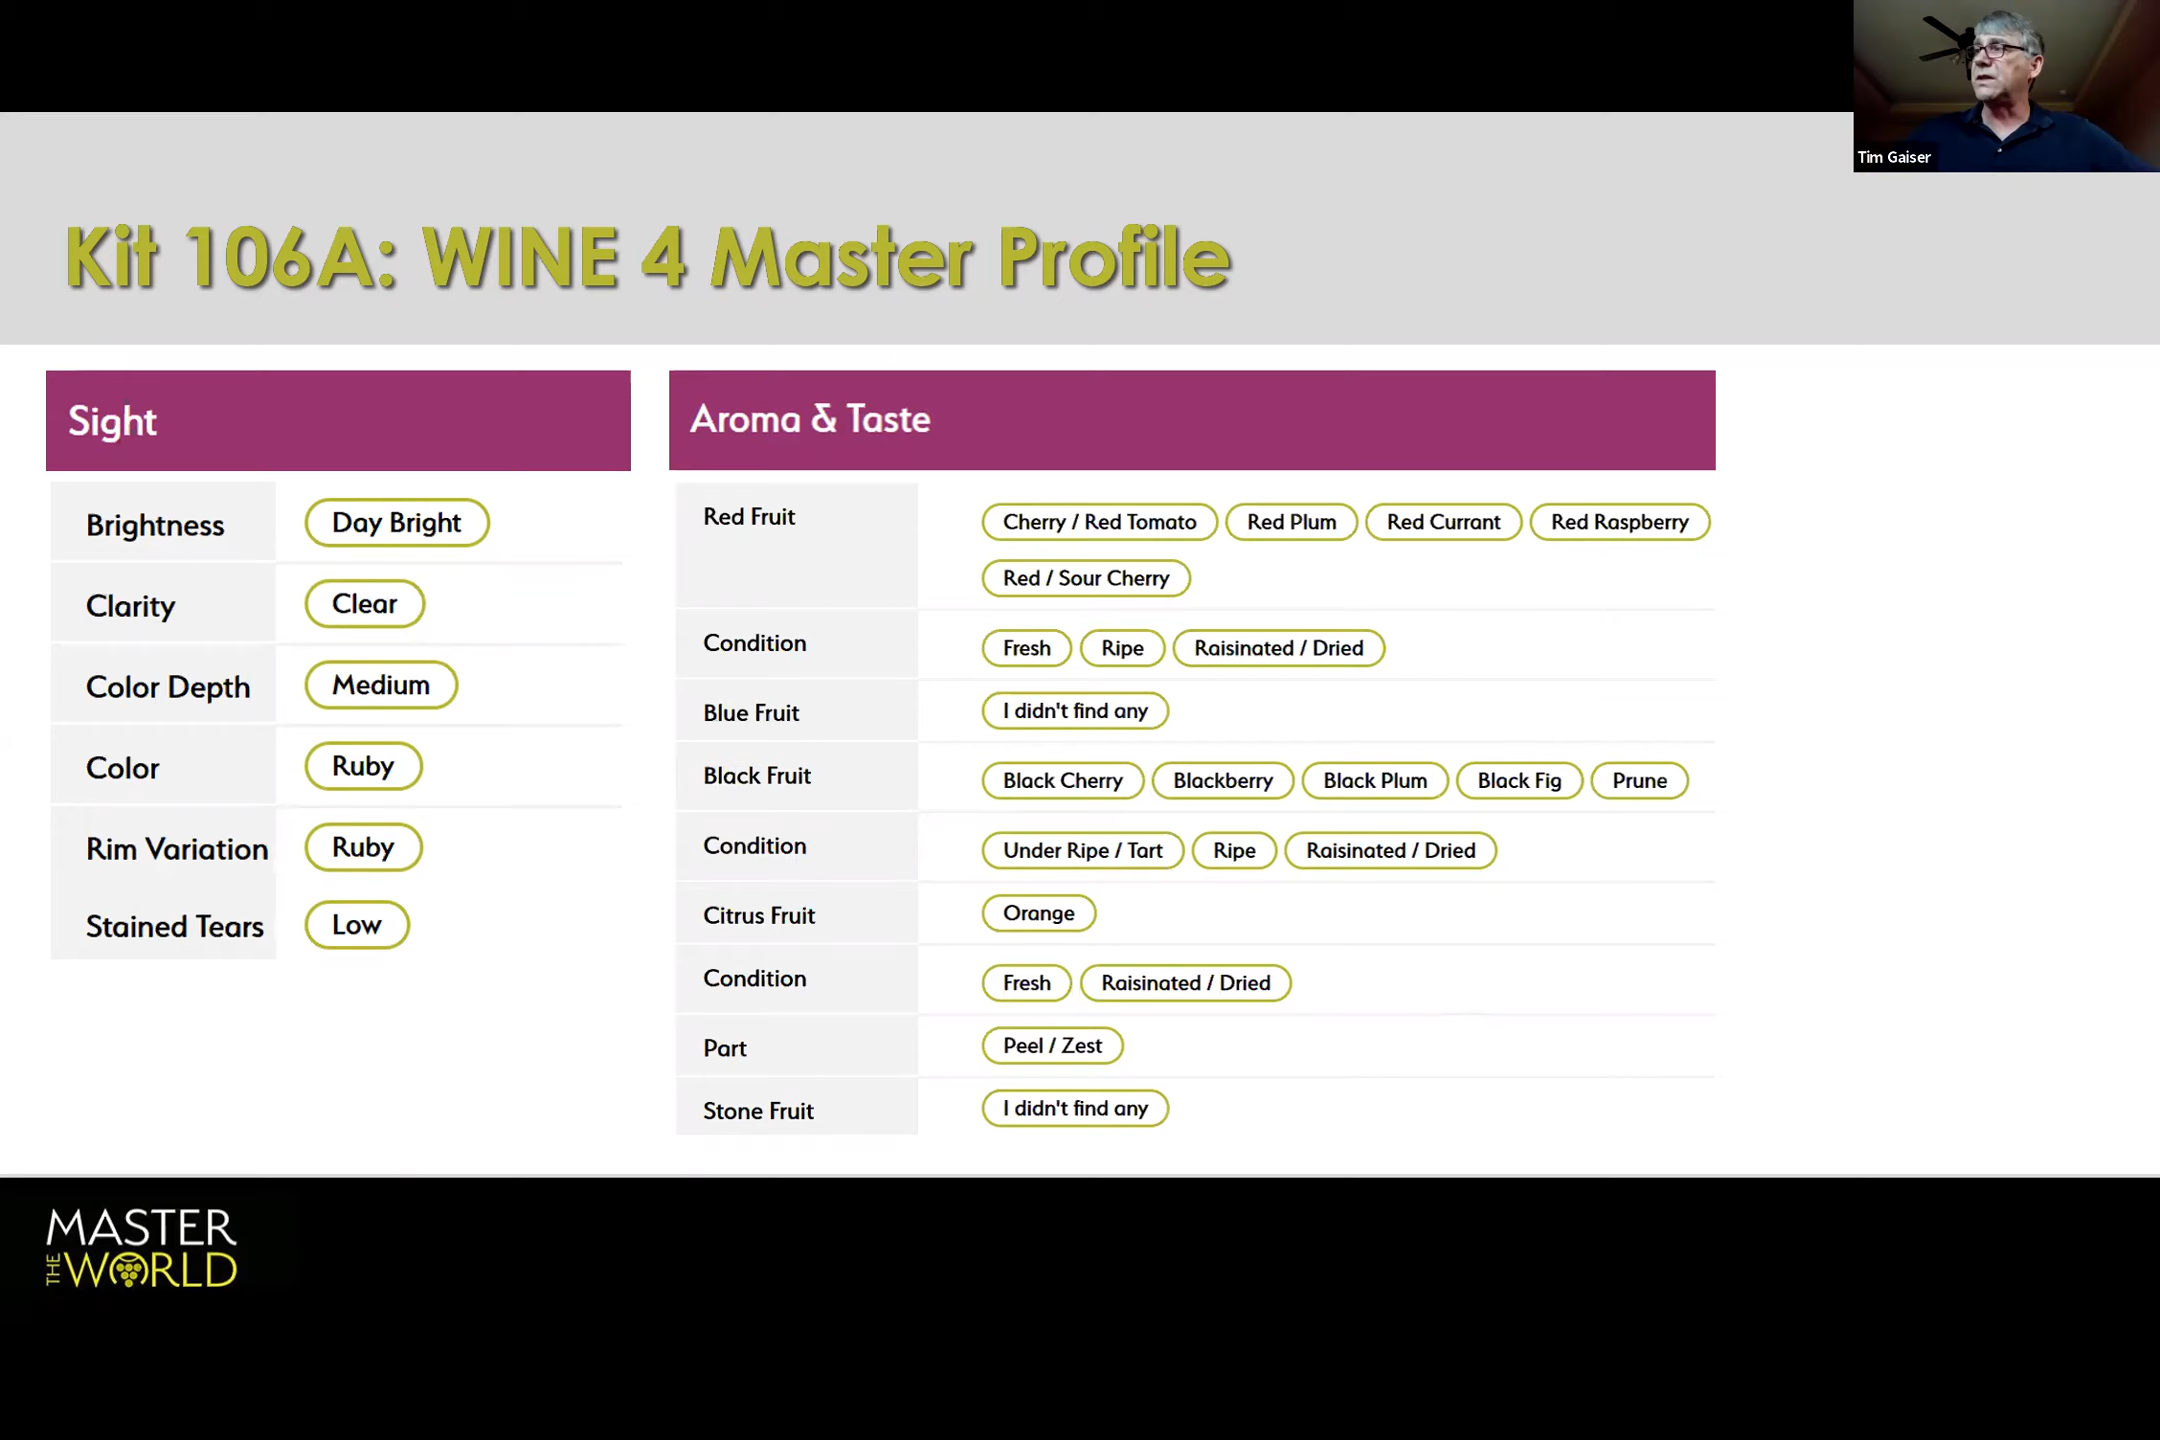 Tim Gaiser
Kit 106A: WINE 4 Master Profile
Sight
Brightness Day Bright
Clarity Clear
Color Depth Medium
Color Ruby
Rim Variation Ruby
Stained Tears Low
Aroma & Taste
Red Fruit Cherry / Red Tomato Red Plum Red Currant Red Raspberry
Red / Sour Cherry
Condition Fresh Ripe Raisinated / Dried
Blue Fruit I didn't find any
Black Fruit Black Cherry Blackberry Black Plum Black Fig Prune
Condition Under Ripe / Tart Ripe Raisinated / Dried
Citrus Fruit Orange
Condition Fresh Raisinated / Dried
Part Peel / Zest
Stone Fruit I didn't find any
MASTER
THE WORLD